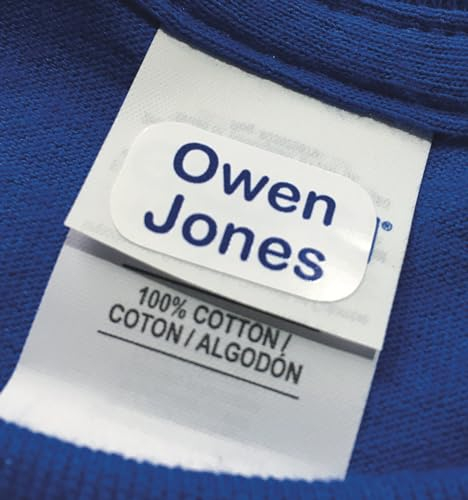 Owen
Jones
®
100% COTTON/
COTON / ALGODÓN